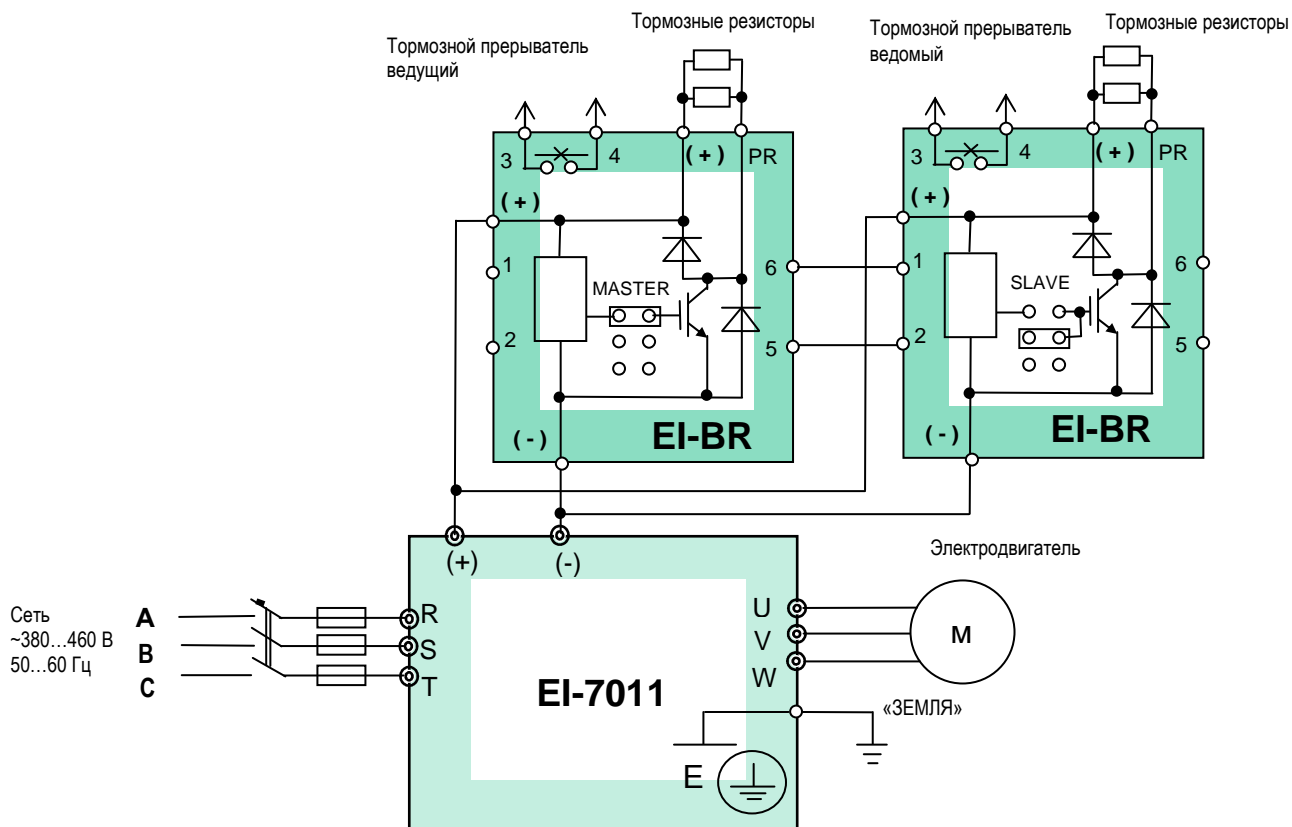 Тормозной прерыватель
ведущий
Тормозные резисторы
Тормозной прерыватель
ведомый
Тормозные резисторы
3
4
(+)
PR
3
4
(+)
PR
(+)
(+)
1
MASTER
6
1
SLAVE
6
2
5
2
5
(-)
EI-BR
(-)
EI-BR
(+)
(-)
Электродвигатель
Сеть
~380...460 В
50...60 Гц
A
B
C
R
S
T
EI-7011
U
V
W
M
«ЗЕМЛЯ»
E